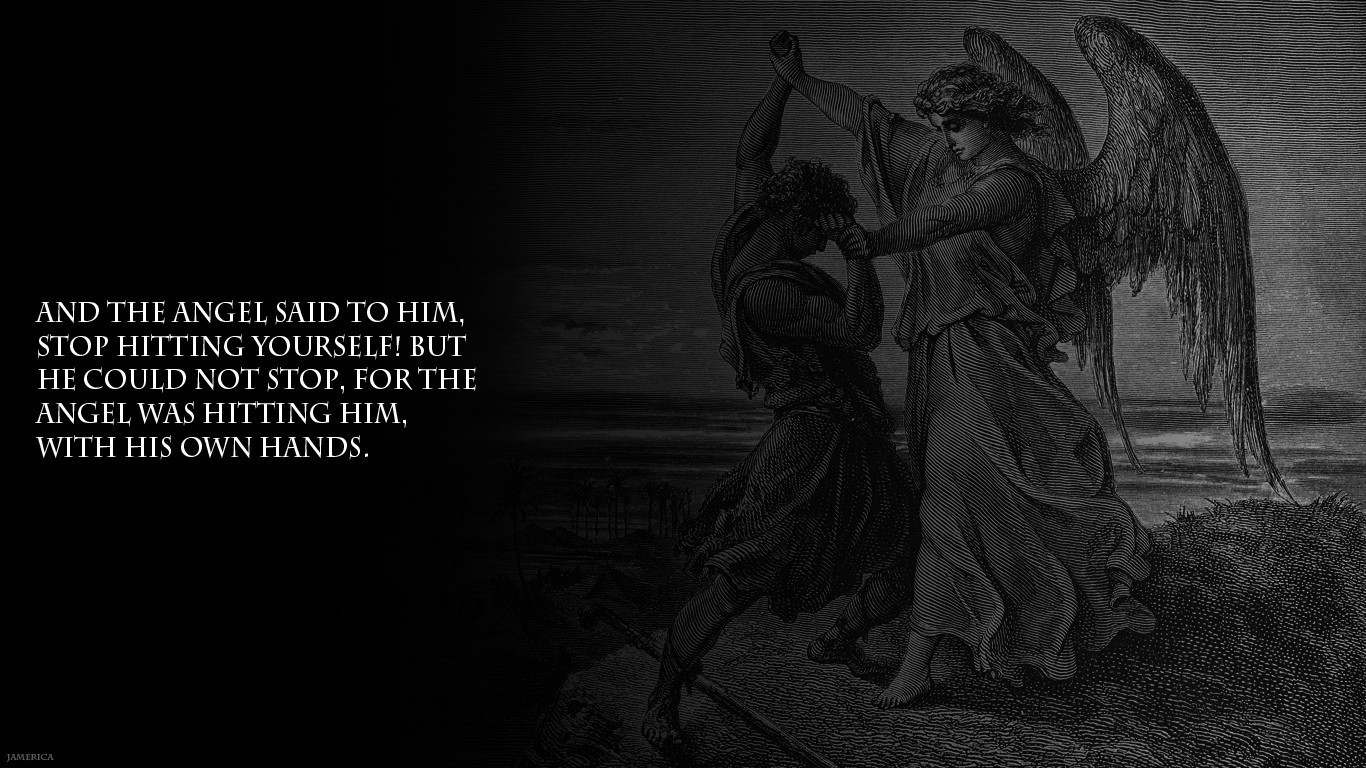 AND THE ANGEL SAID TO HIM,
STOP HITTING YOURSELF! BUT
HE COULD NOT STOP, FOR THE
ANGEL WAS HITTING HIM,
WITH HIS OWN HANDS.
JAMERICA